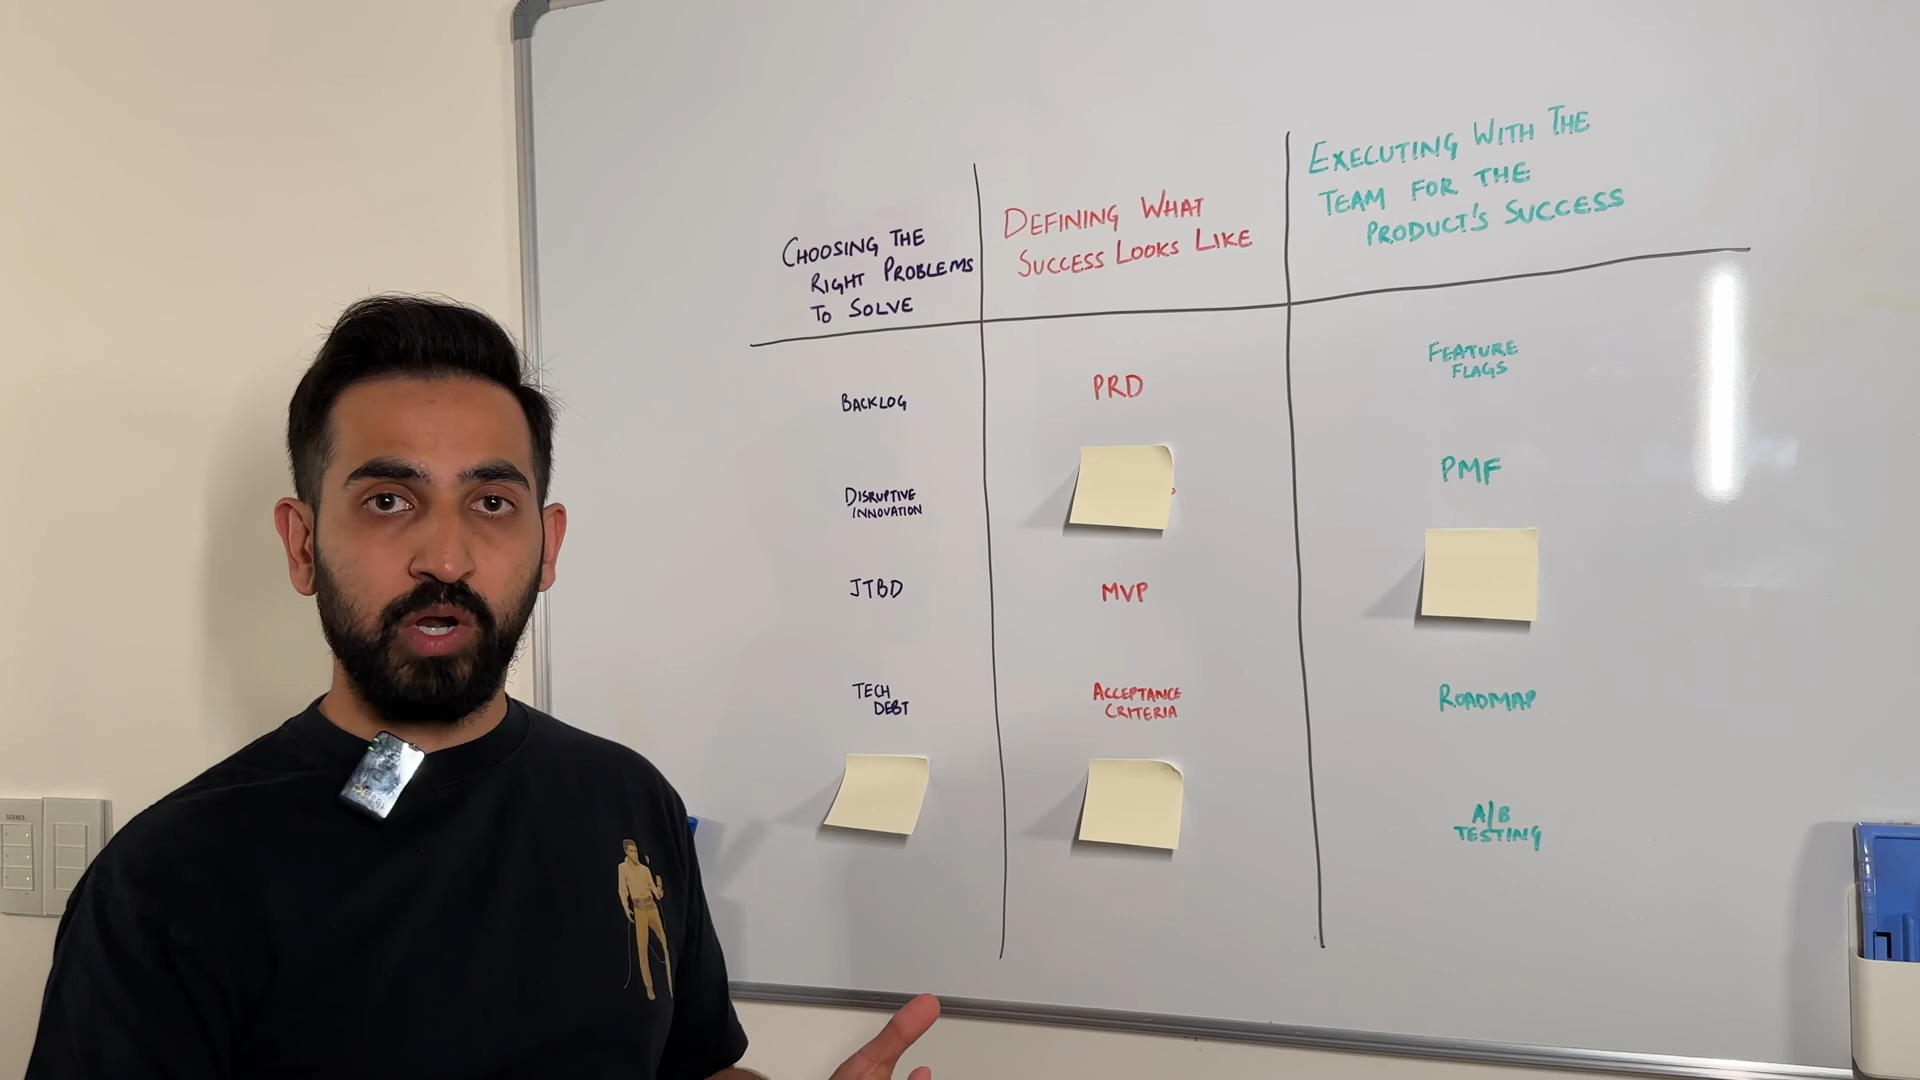 CHOOSING THE
RIGHT PROBLEMS
TO SOLVE
BACKLOG
DISRUPTIVE
INNOVATION
JTBD
TECH
DEBT
DEFINING WHAT
SUCCESS LOOKS LIKE
PRD
MVP
ACCEPTANCE
CRITERIA
EXECUTING WITH THE
TEAM FOR THE
PRODUCT'S SUCCESS
FEATURE
FLAGS
PMF
ROADMAP
A/B
TESTING
SCENES